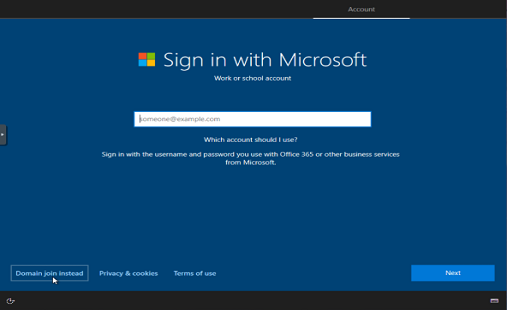 Account
Sign in with Microsoft
Work or school account
someone@example.com
Which account should I use?
Sign in with the username and password you use with Office 365 or other business services
from Microsoft.
Domain join instead
Privacy & cookies
Terms of use
Next